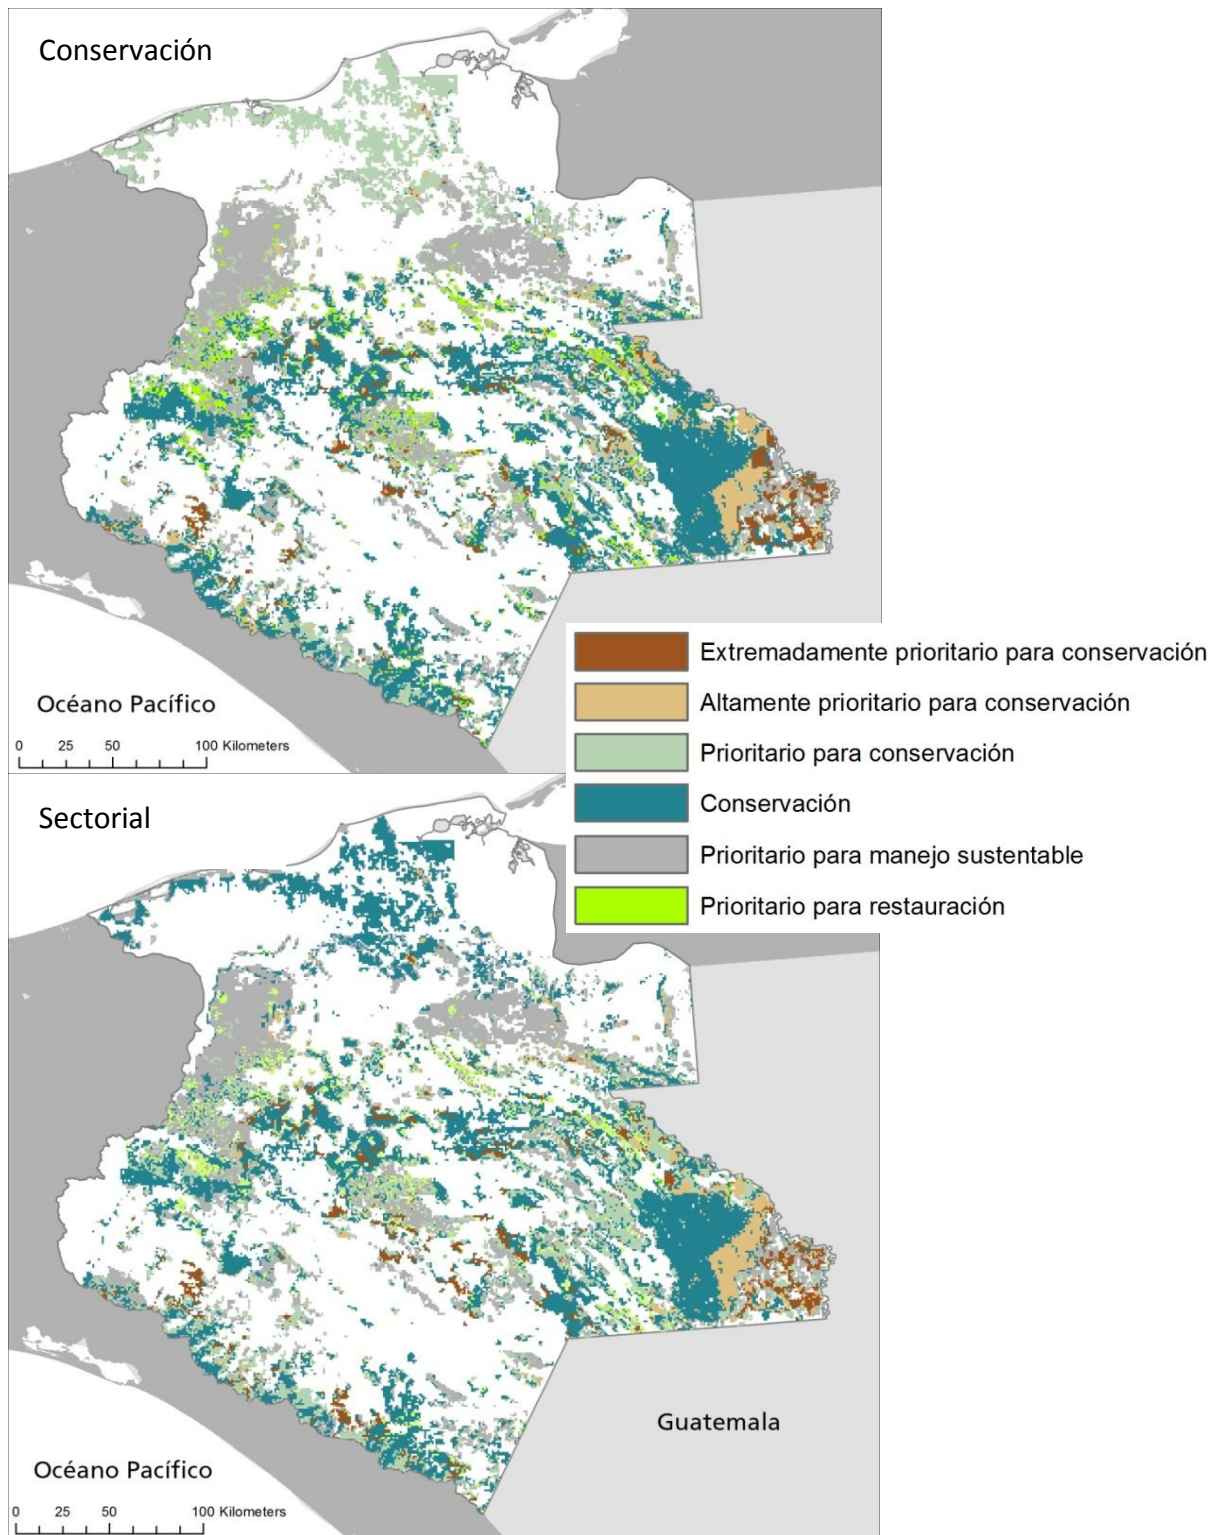 Conservación
Océano Pacífico
0 25 50 100 Kilometers
Extremadamente prioritario para conservación
Altamente prioritario para conservación
Prioritario para conservación
Conservación
Prioritario para manejo sustentable
Prioritario para restauración
Sectorial
Guatemala
Océano Pacífico
0 25 50 100 Kilometers